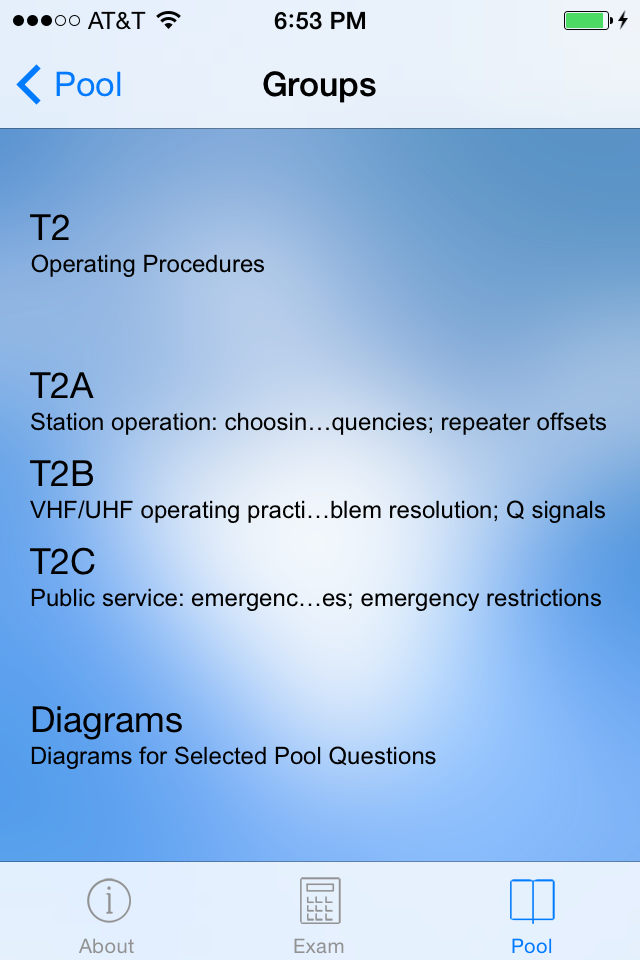 AT&T 6:53 PM
Pool Groups
T2
Operating Procedures
T2A
Station operation: choosin…quencies; repeater offsets
T2B
VHF/UHF operating practi…blem resolution; Q signals
T2C
Public service: emergenc…es; emergency restrictions
Diagrams
Diagrams for Selected Pool Questions
About Exam Pool